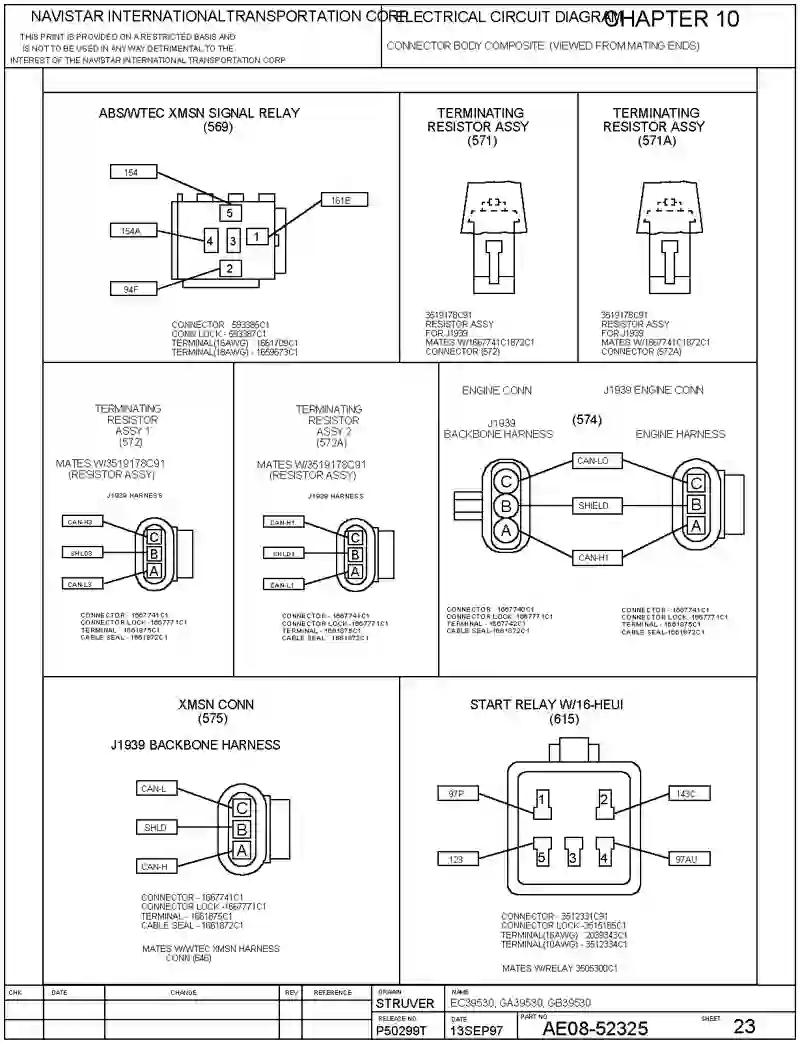 NAVISTAR INTERNATIONAL TRANSPORTATION CORP
THIS PRINT IS PROVIDED ON A RESTRICTED BASIS AND
IS NOT TO BE USED IN ANY WAY DETRIMENTAL TO THE
INTEREST OF THE NAVISTAR INTERNATIONAL TRANSPORTATION CORP
ELECTRICAL CIRCUIT DIAGRAM
CHAPTER 10
CONNECTOR BODY COMPOSITE (VIEWED FROM MATING ENDS)
ABS/WTEC XMSN SIGNAL RELAY
(569)
154
161E
154A
94F
5
4
3
1
2
CONNECTOR 593385C1
CONN LOCK - 593387C1
TERMINAL(16AWG) 1661709C1
TERMINAL(18AWG) - 1659673C1
TERMINATING
RESISTOR ASSY
(571)
3519178C91
RESISTOR ASSY
FOR J1939
MATES W/1667741C1872C1
CONNECTOR (572)
TERMINATING
RESISTOR ASSY
(571A)
3519178C91
RESISTOR ASSY
FOR J1939
MATES W/1667741C1872C1
CONNECTOR (572A)
TERMINATING
RESISTOR
ASSY 1
(572)
MATES W/3519178C91
(RESISTOR ASSY)
J1939 HARNESS
CAN-H3
SHLD3
CAN-L3
C
B
A
CONNECTOR - 1667741C1
CONNECTOR LOCK -1667771C1
TERMINAL - 1661875C1
CABLE SEAL - 1661872C1
TERMINATING
RESISTOR
ASSY 2
(572A)
MATES W/3519178C91
(RESISTOR ASSY)
J1939 HARNESS
CAN-H1
SHLD1
CAN-L1
C
B
A
CONNECTOR - 1667741C1
CONNECTOR LOCK -1667771C1
TERMINAL - 1661875C1
CABLE SEAL 1661872C1
ENGINE CONN
J1939 ENGINE CONN
(574)
J1939
BACKBONE HARNESS
ENGINE HARNESS
CAN-LO
SHIELD
CAN-H1
C
B
A
C
B
A
CONNECTOR 1667740C1
CONNECTOR LOCK 1667777C1
TERMINAL - 1667742C1
CABLE SEAL-1661872C1
CONNECTOR - 1667741C1
CONNECTOR LOCK -1667771C1
TERMINAL - 1661875C1
CABLE SEAL-1661872C1
XMSN CONN
(575)
J1939 BACKBONE HARNESS
CAN-L
SHLD
CAN-H
C
B
A
CONNECTOR - 1667741C1
CONNECTOR LOCK -1667771C1
TERMINAL- 1661875C1
CABLE SEAL - 1661872C1
MATES W/WTEC XMSN HARNESS
CONN (646)
START RELAY W/16-HEUI
(615)
97P
143C
123
97AU
1
2
5
3
4
CONNECTOR- 3512331C91
CONNECTOR LOCK -3515185C1
TERMINAL(16AWG) 2039343C1
TERMINAL(10AWG) - 3512334C1
MATES W/RELAY 3505300C1
CHK
DATE
CHANGE
REV
REFERENCE
DRAWN
STRUVER
NAME
EC39530, GA39530, GB39530
RELEASE NO.
P50299T
DATE
13SEP97
PART NO
AE08-52325
SHEET
23